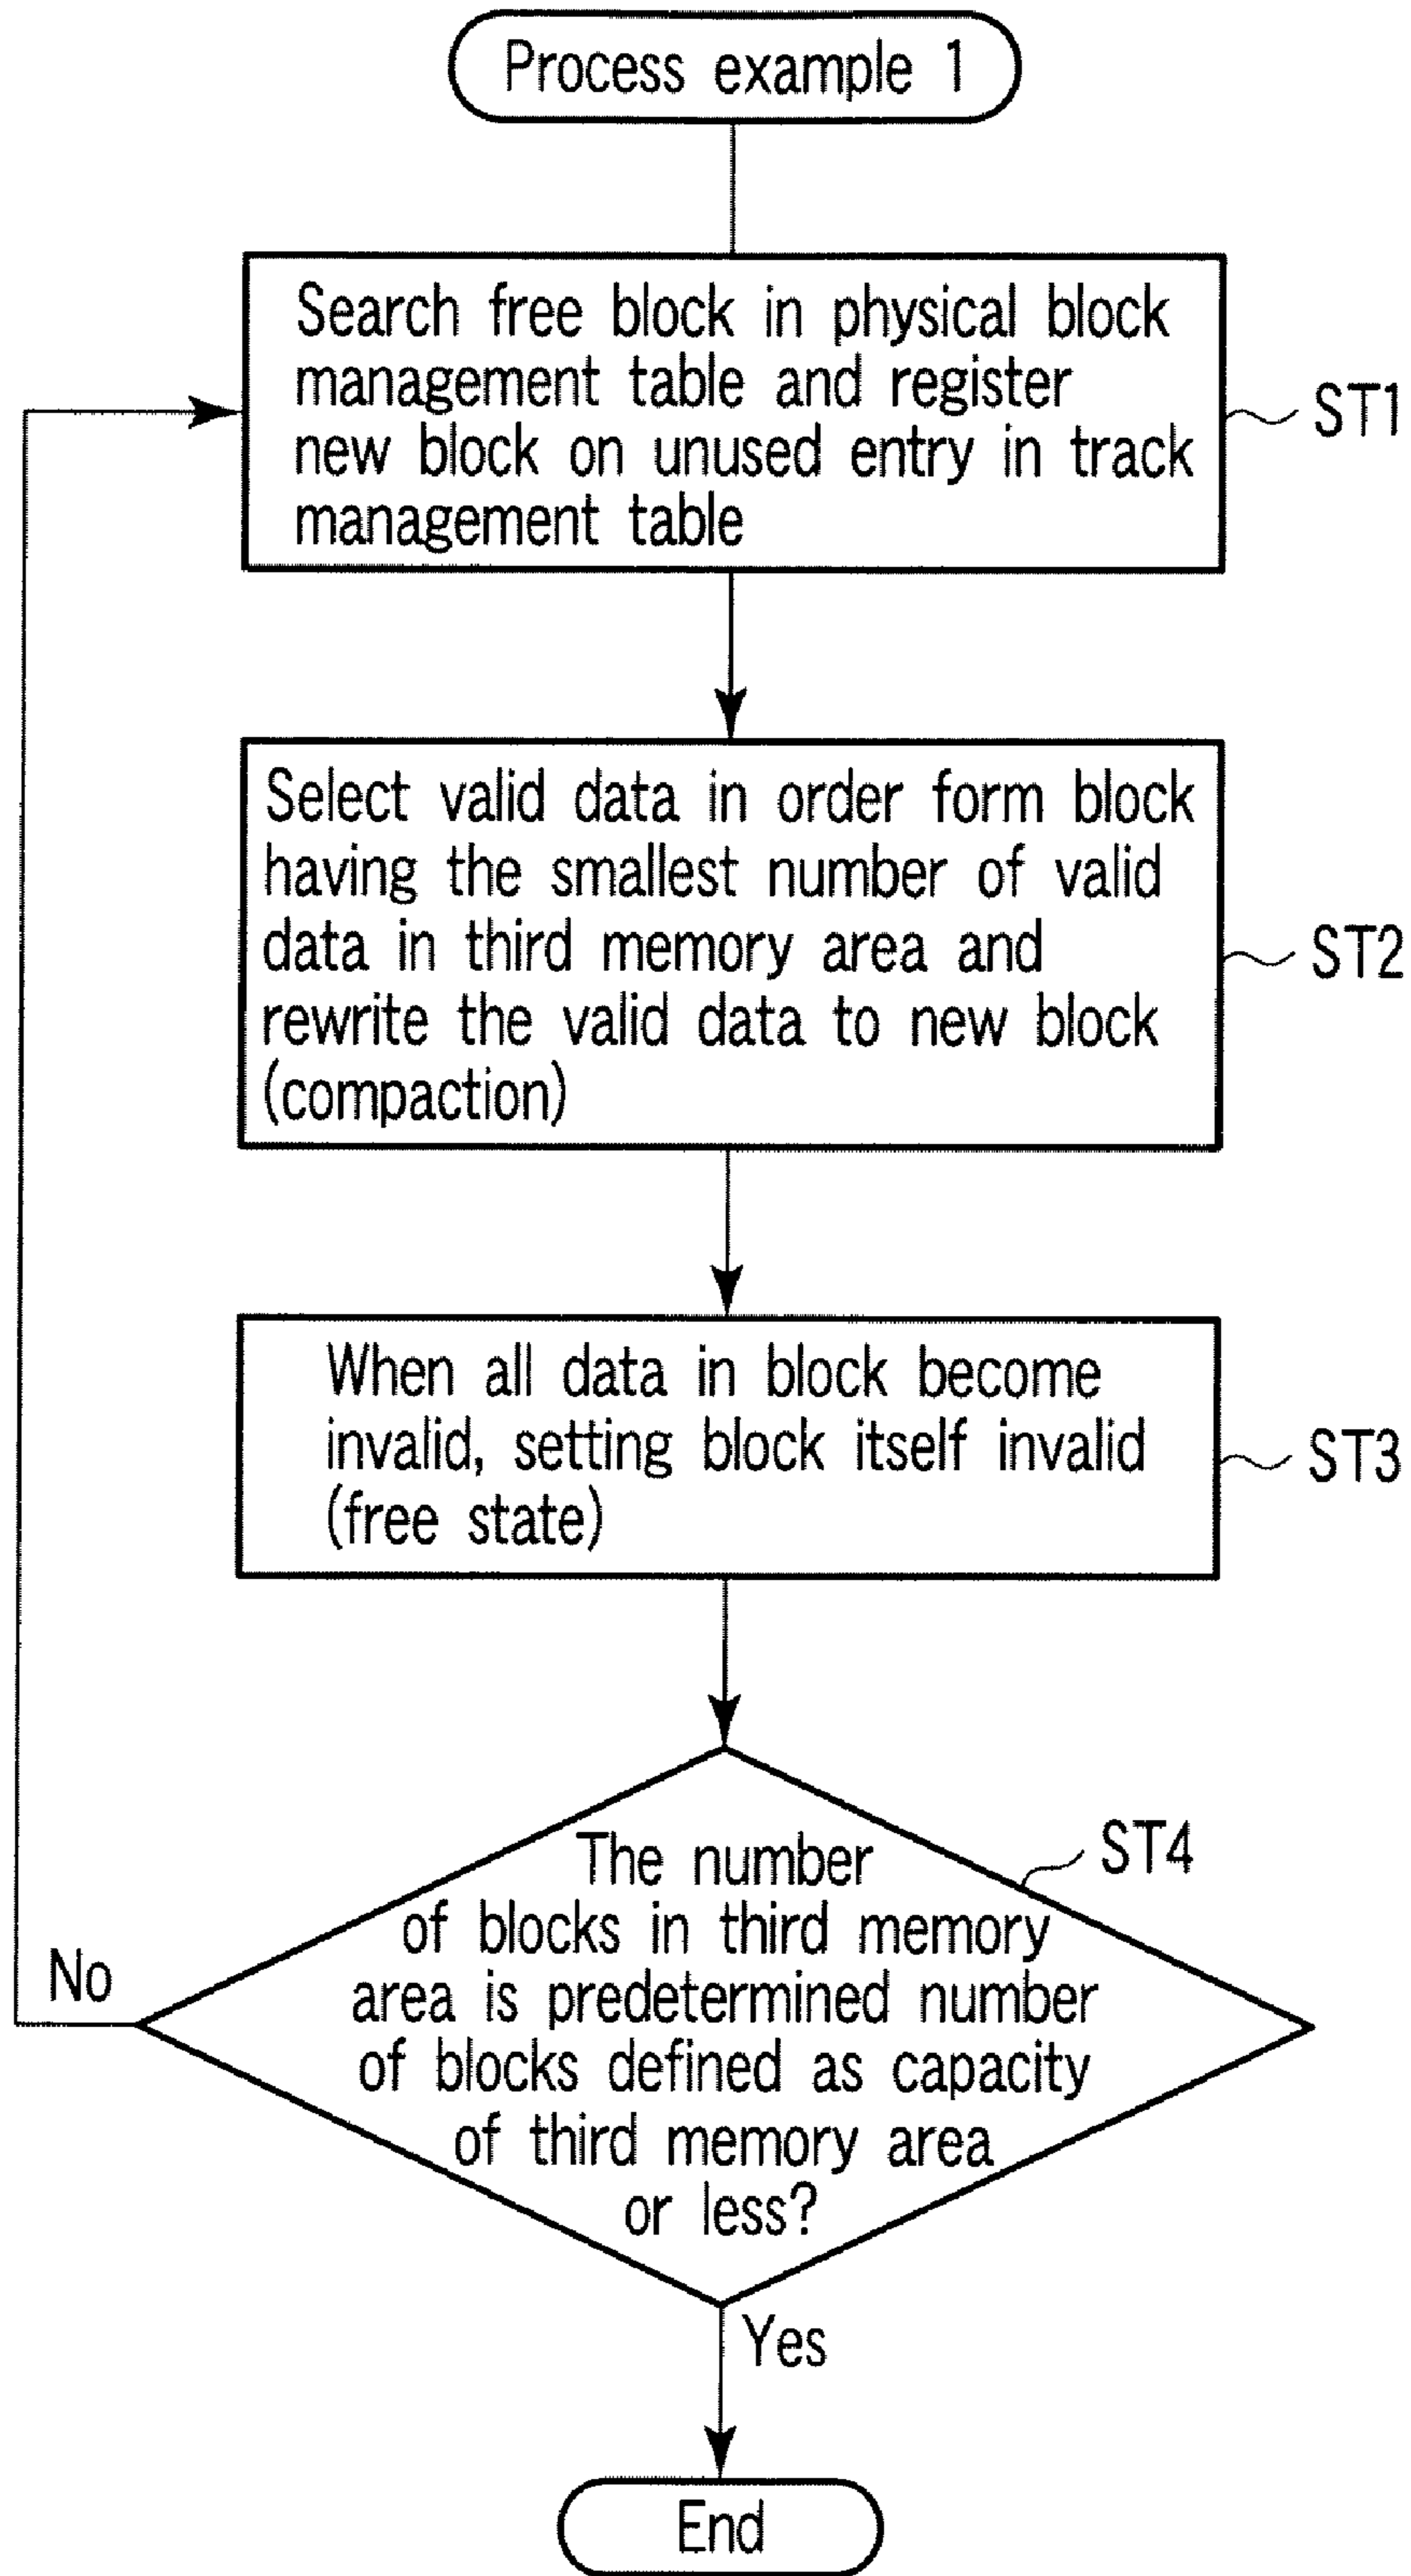 Process example 1
Search free block in physical block
management table and register
new block on unused entry in track
management table
ST1
Select valid data in order form block
having the smallest number of valid
data in third memory area and
rewrite the valid data to new block
(compaction)
ST2
When all data in block become
invalid, setting block itself invalid
(free state)
ST3
The number
of blocks in third memory
area is predetermined number
of blocks defined as capacity
of third memory area
or less?
ST4
No
Yes
End